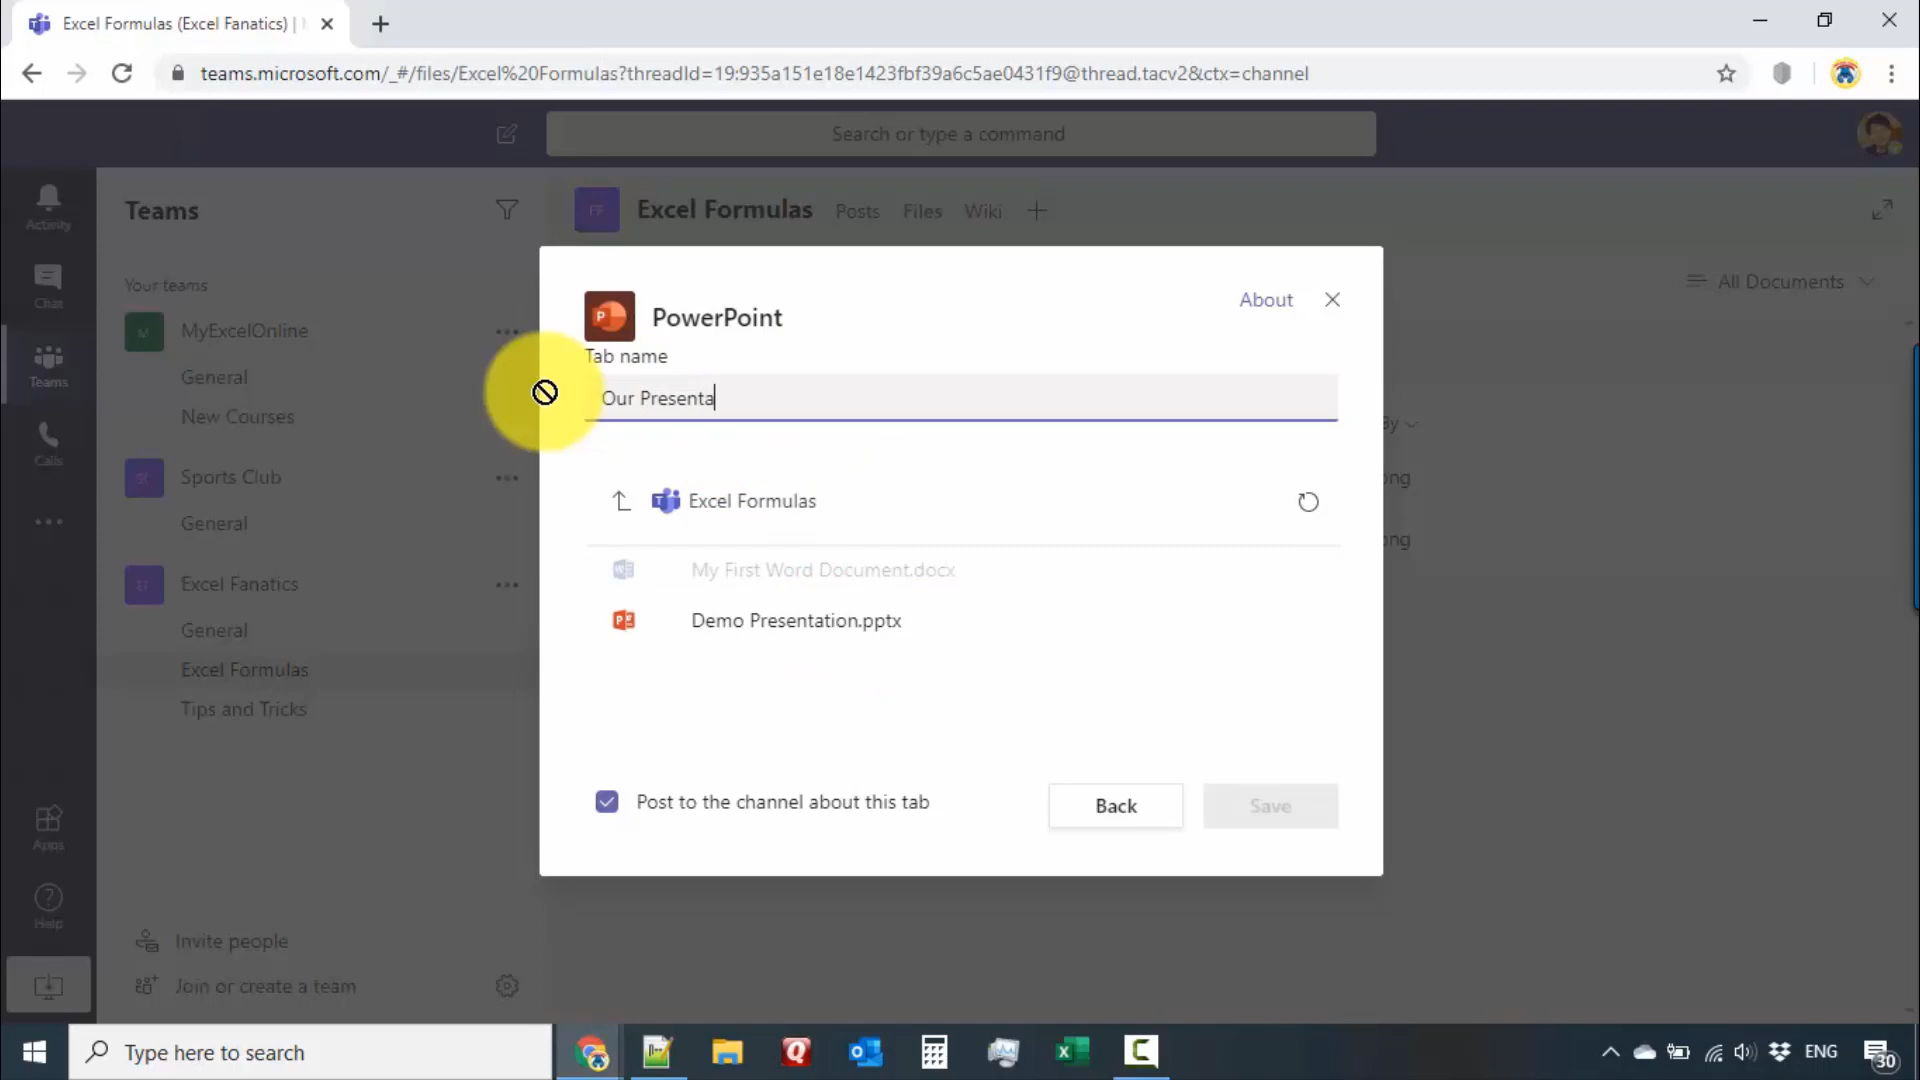 Excel Formulas (Excel Fanatics) |
teams.microsoft.com/_#/files/Excel%20Formulas?threadId=19:935a151e18e1423fbf39a6c5ae0431f9@thread.tacv2&ctx=channel
Search or type a command
Activity
Chat
Teams
Calls
Apps
Help
Teams
Your teams
MyExcelOnline
General
New Courses
Sports Club
General
Excel Fanatics
General
Excel Formulas
Tips and Tricks
Invite people
Join or create a team
Excel Formulas Posts Files Wiki
All Documents
PowerPoint
About
Tab name
Our Presenta
Excel Formulas
My First Word Document.docx
Demo Presentation.pptx
Post to the channel about this tab
Back
Save
Type here to search
ENG
30